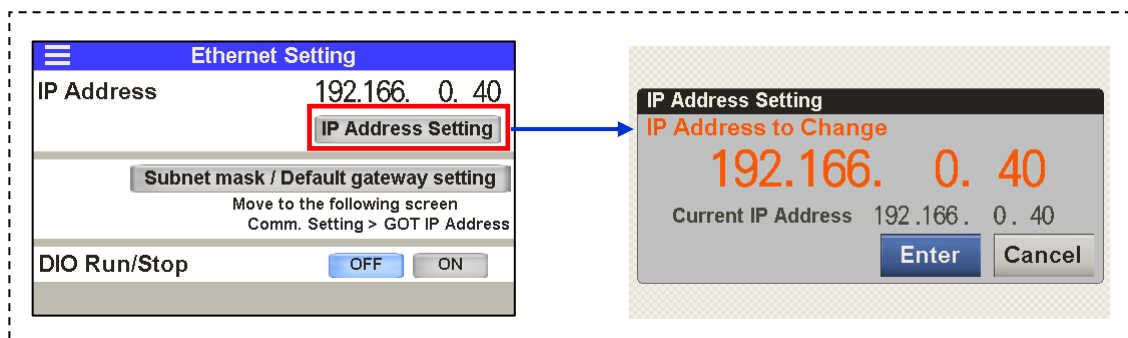 Ethernet Setting
IP Address 192.166. 0. 40
IP Address Setting
Subnet mask / Default gateway setting
Move to the following screen
Comm. Setting > GOT IP Address
DIO Run/Stop OFF ON
IP Address Setting
IP Address to Change
192.166. 0. 40
Current IP Address 192.166. 0. 40
Enter Cancel